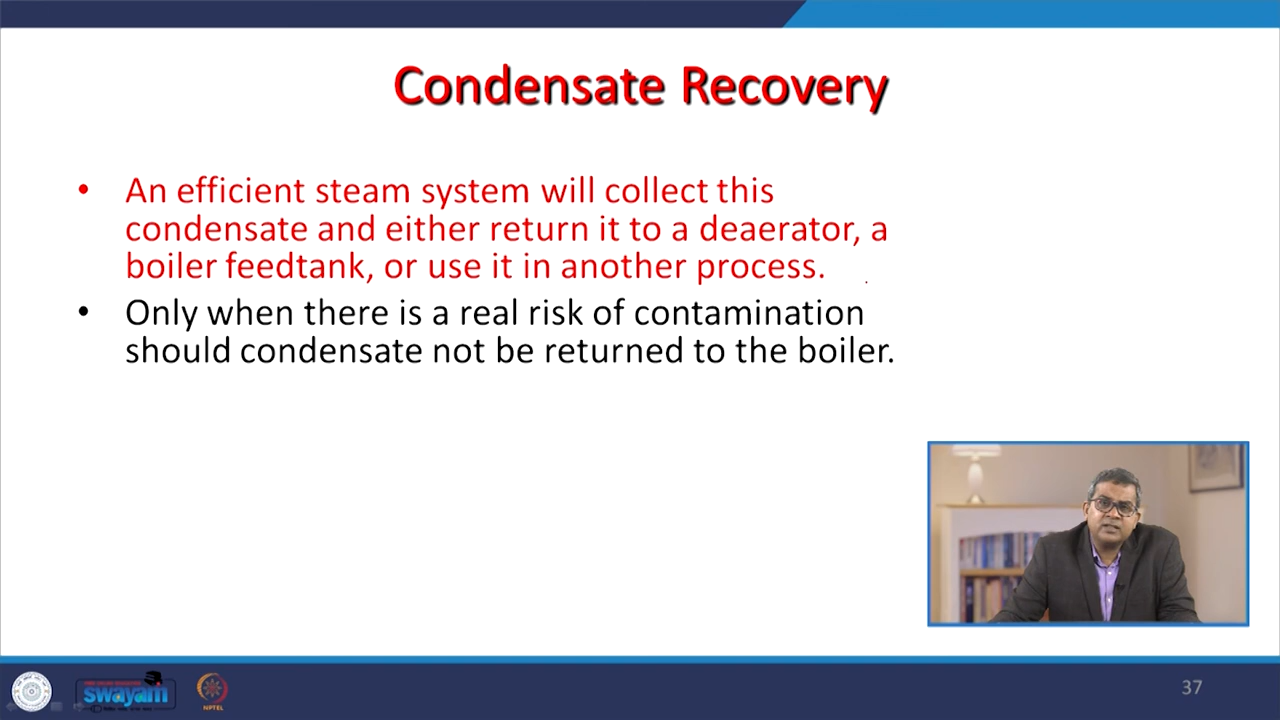 Condensate Recovery
• An efficient steam system will collect this
condensate and either return it to a deaerator, a
boiler feedtank, or use it in another process.
• Only when there is a real risk of contamination
should condensate not be returned to the boiler.
swayam
NPTEL
37